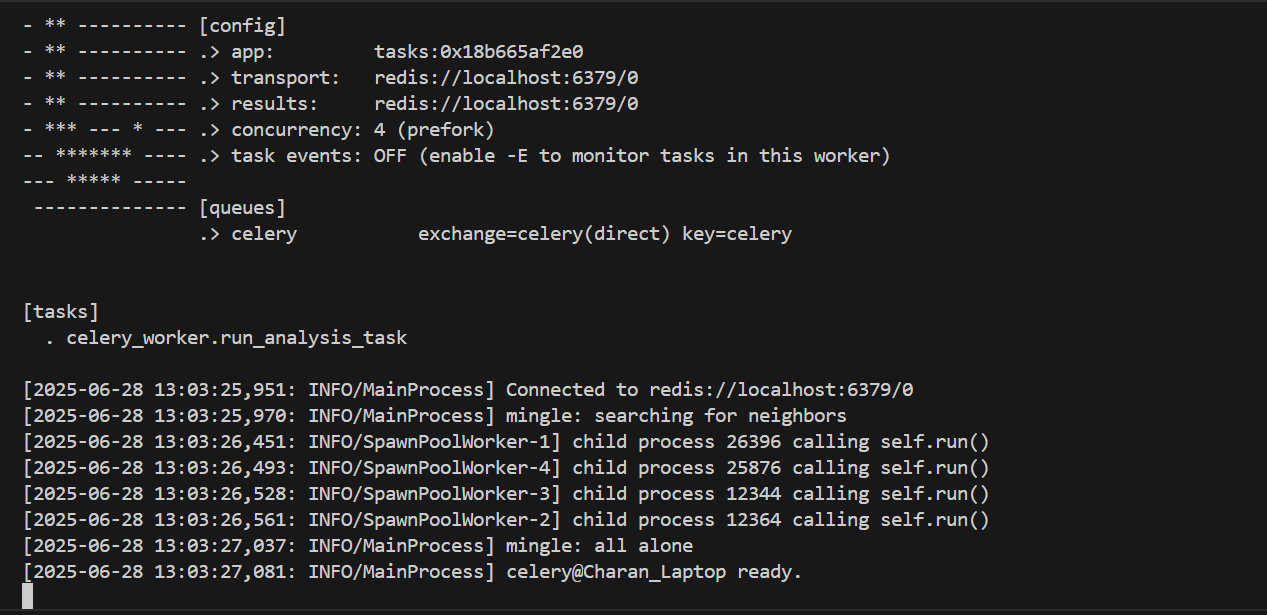 - ** ---------- [config]
- ** ---------- .> app:         tasks:0x18b665af2e0
- ** ---------- .> transport:   redis://localhost:6379/0
- ** ---------- .> results:     redis://localhost:6379/0
- *** --- * --- .> concurrency: 4 (prefork)
-- ******* ---- .> task events: OFF (enable -E to monitor tasks in this worker)
--- ***** -----
 -------------- [queues]
                .> celery           exchange=celery(direct) key=celery
[tasks]
  . celery_worker.run_analysis_task
[2025-06-28 13:03:25,951: INFO/MainProcess] Connected to redis://localhost:6379/0
[2025-06-28 13:03:25,970: INFO/MainProcess] mingle: searching for neighbors
[2025-06-28 13:03:26,451: INFO/SpawnPoolWorker-1] child process 26396 calling self.run()
[2025-06-28 13:03:26,493: INFO/SpawnPoolWorker-4] child process 25876 calling self.run()
[2025-06-28 13:03:26,528: INFO/SpawnPoolWorker-3] child process 12344 calling self.run()
[2025-06-28 13:03:26,561: INFO/SpawnPoolWorker-2] child process 12364 calling self.run()
[2025-06-28 13:03:27,037: INFO/MainProcess] mingle: all alone
[2025-06-28 13:03:27,081: INFO/MainProcess] celery@Charan_Laptop ready.